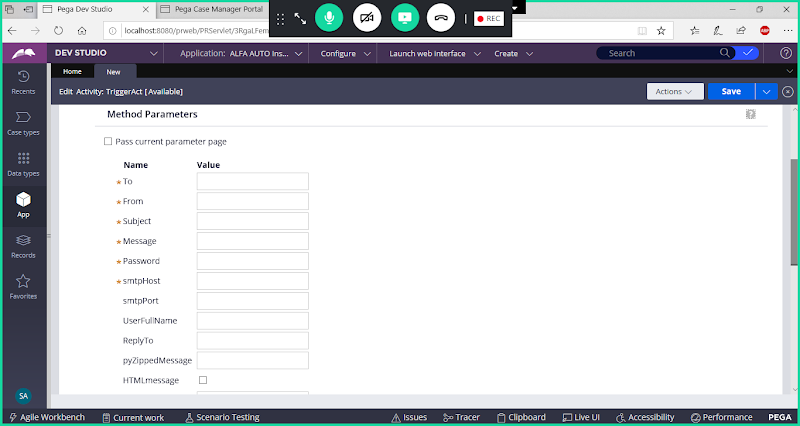 Pega Dev Studio
Pega Case Manager Portal
localhost:8080/prweb/PRServlet/3RgaLFem
REC
ABP
DEV STUDIO
Application: ALFA AUTO Ins...
Configure
Launch web interface
Create
Search
Home
New
Recents
Edit Activity: TriggerAct [Available]
Actions
Save
Method Parameters
Case types
Pass current parameter page
Name Value
Data types
To
From
App
Subject
Message
Records
Password
smtpHost
Favorites
smtpPort
UserFullName
ReplyTo
pyZippedMessage
HTMLmessage
SA
Agile Workbench
Current work
Scenario Testing
Issues
Tracer
Clipboard
Live UI
Accessibility
Performance
PEGA